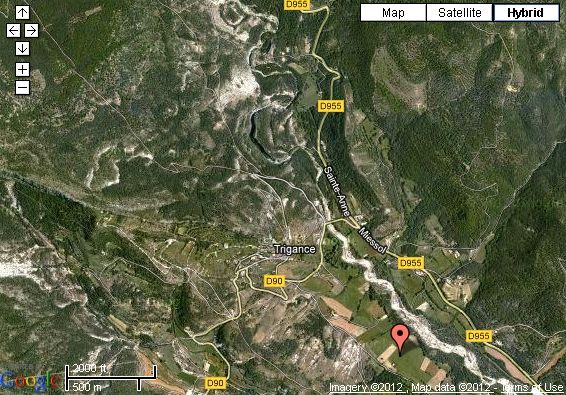 D955
Map Satellite Hybrid
D955
Sainte-Anne
Miessol
Trigance
D955
D90
D955
D90
Google
2000 ft
500 m
Imagery ©2012 , Map data ©2012 - Terms of Use